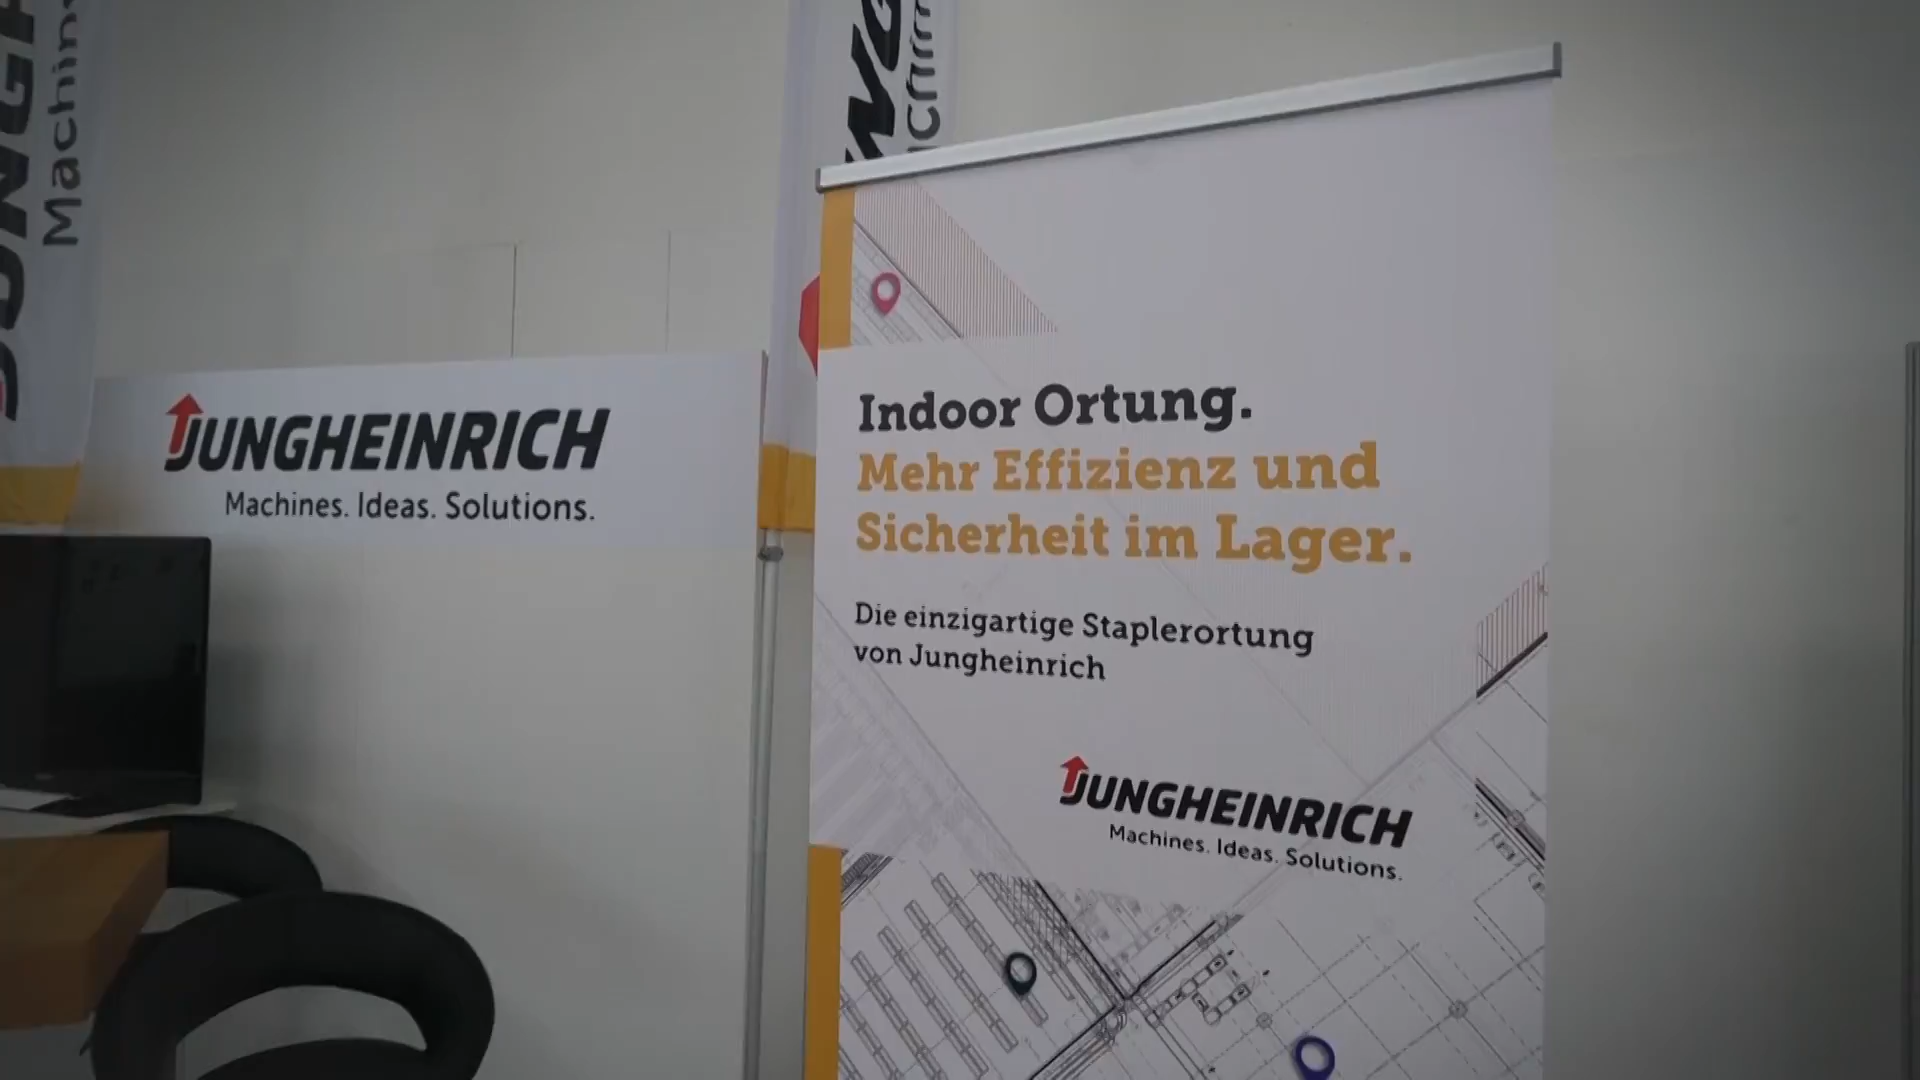 Machin
JUNGHEINRICH
Machines. Ideas. Solutions.
Indoor Ortung.
Mehr Effizienz und
Sicherheit im Lager.
Die einzigartige Staplerortung
von Jungheinrich
JUNGHEINRICH
Machines. Ideas. Solutions.